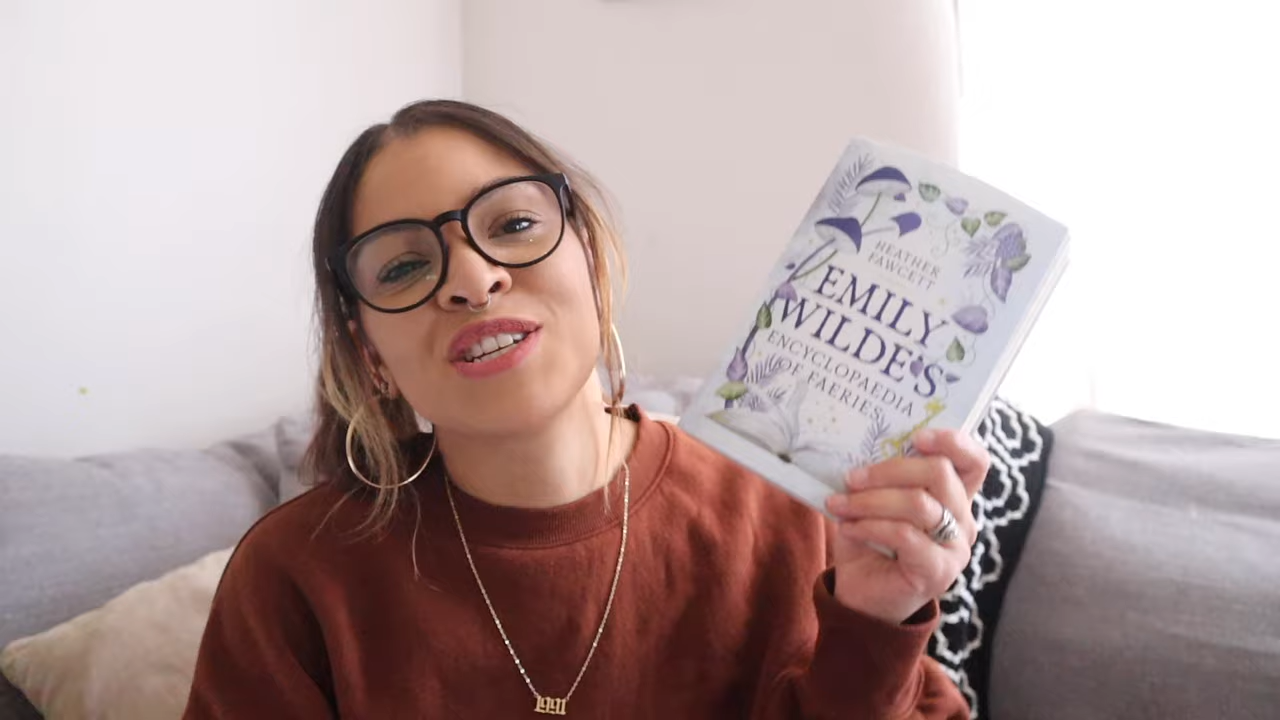 HEATHER
FAWCETT
EMILY
WILDE'S
ENCYCLOPAEDIA
OF FAERIES
1991